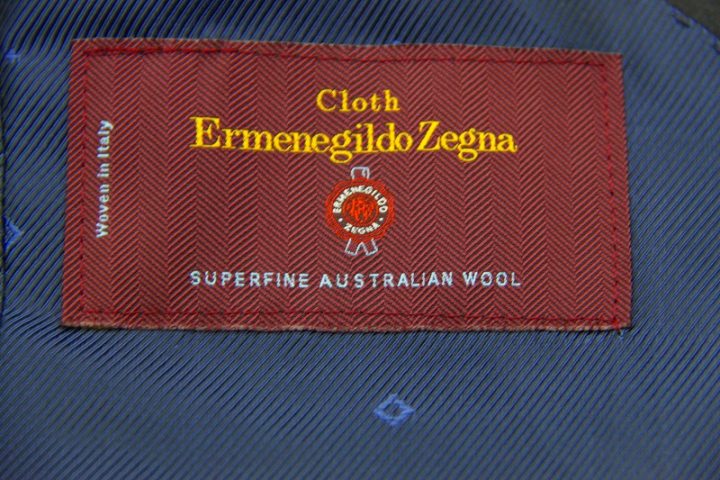 Cloth
Ermenegildo Zegna
Woven in Italy
ERMENEGILDO
ZEGNA
SUPERFINE AUSTRALIAN WOOL